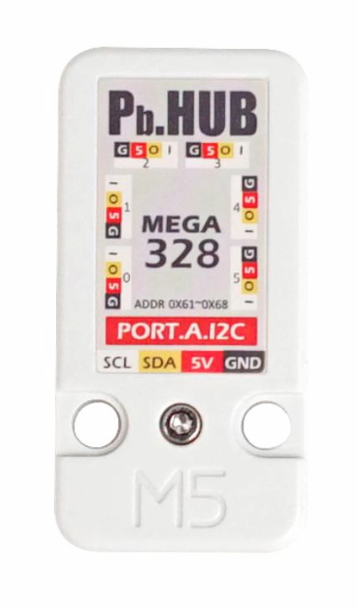 Pb.HUB
G 5 O I G 5 O I
2 3
I O 5 G 1
4 G 5 O I
MEGA
328
I O 5 G 0
5 G 5 O I
ADDR 0X61~0X68
PORT.A.I2C
SCL SDA 5V GND
M5